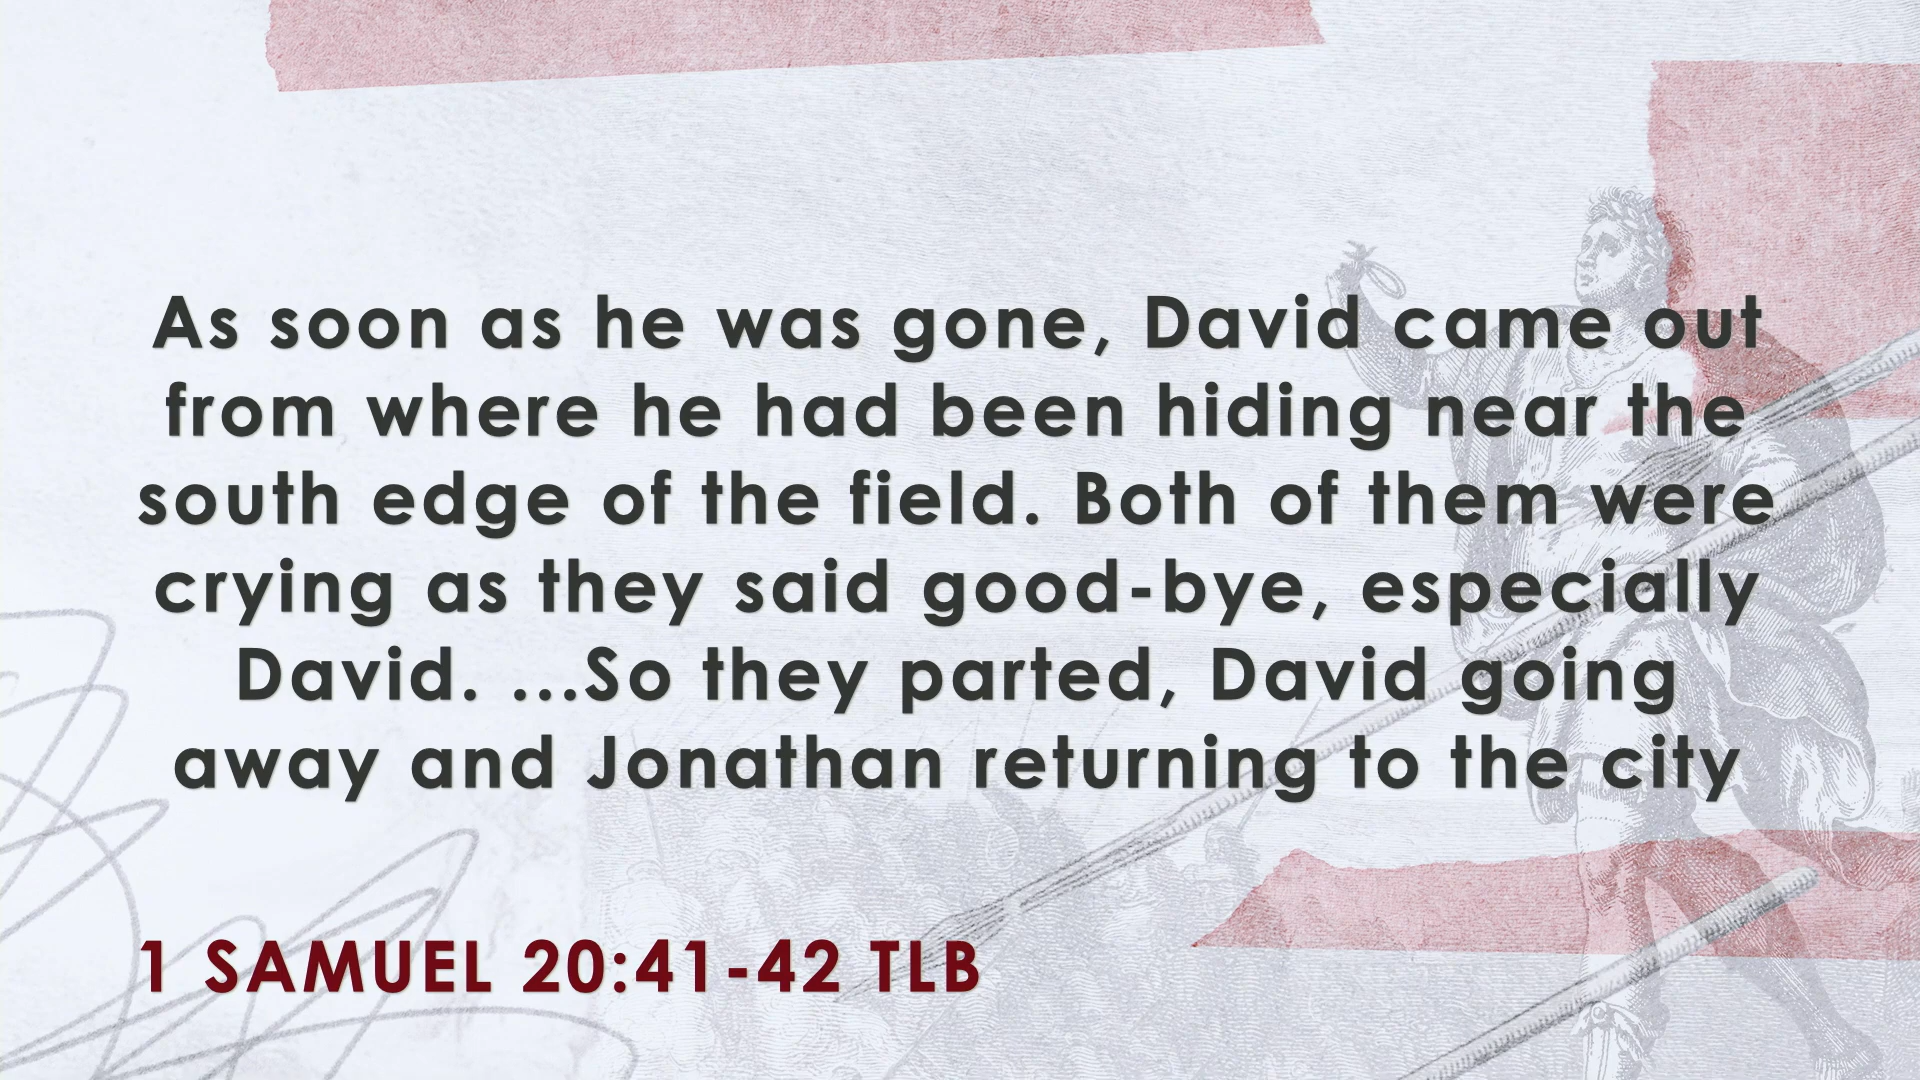 As soon as he was gone, David came out
from where he had been hiding near the
south edge of the field. Both of them were
crying as they said good-bye, especially
David. ...So they parted, David going
away and Jonathan returning to the city
1 SAMUEL 20:41-42 TLB